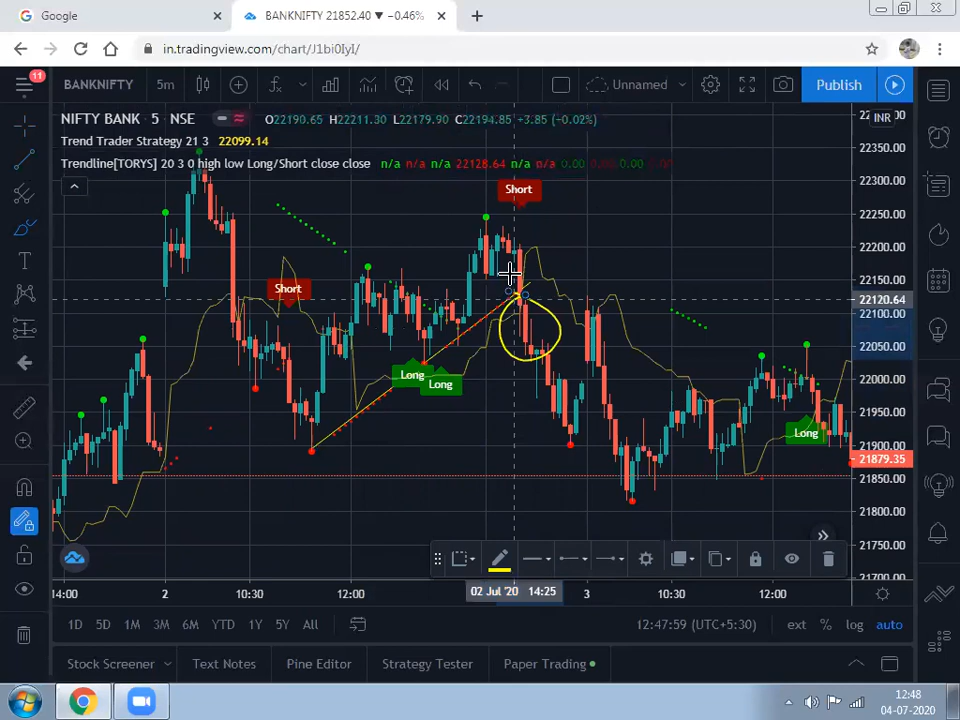 Google
BANKNIFTY 21852.40 ▼ −0.46%
in.tradingview.com/chart/J1bi0IyI/
11
BANKNIFTY 5m
Unnamed
Publish
NIFTY BANK · 5 · NSE
O22190.65 H22211.30 L22179.90 C22194.85 +3.85 (−0.02%)
INR
Trend Trader Strategy 21 3 22099.14
Trendline[TORYS] 20 3 0 high low Long/Short close close n/a n/a n/a 22128.64 n/a n/a 0.00 0.00 0.00
22350.00
22300.00
22250.00
22200.00
22150.00
22120.64
22100.00
22050.00
22000.00
21950.00
21900.00
21879.35
21850.00
21800.00
21750.00
21700.00
Short
Short
Long
Long
Long
14:00 2 10:30 12:00 02 Jul '20 14:25 3 10:30 12:00
1D 5D 1M 3M 6M YTD 1Y 5Y All
12:47:59 (UTC+5:30) ext % log auto
Stock Screener Text Notes Pine Editor Strategy Tester Paper Trading
12:48
04-07-2020